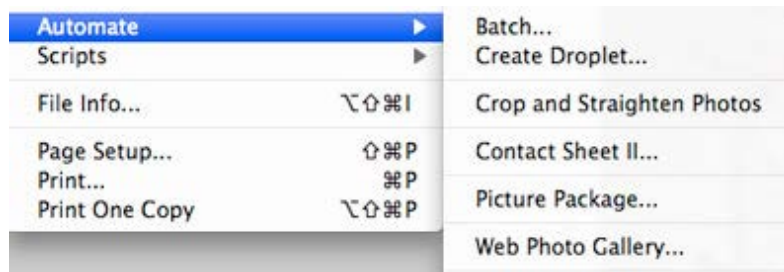 Automate ▶
Scripts ▶
File Info... ⌥⇧⌘I
Page Setup... ⇧⌘P
Print... ⌘P
Print One Copy ⌥⇧⌘P
Batch...
Create Droplet...
Crop and Straighten Photos
Contact Sheet II...
Picture Package...
Web Photo Gallery...